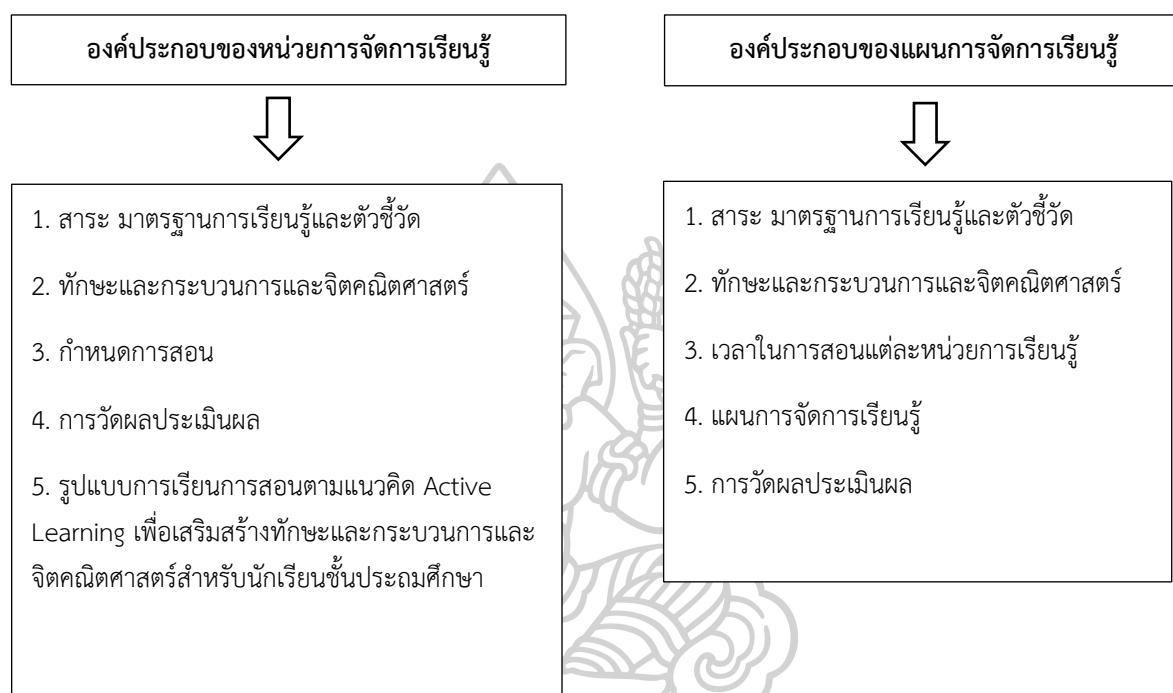 องค์ประกอบของหน่วยการจัดการเรียนรู้
1. สาระ มาตรฐานการเรียนรู้และตัวชี้วัด
2. ทักษะและกระบวนการและจิตคณิตศาสตร์
3. กำหนดการสอน
4. การวัดผลประเมินผล
5. รูปแบบการเรียนการสอนตามแนวคิด Active
Learning เพื่อเสริมสร้างทักษะและกระบวนการและ
จิตคณิตศาสตร์สำหรับนักเรียนชั้นประถมศึกษา
องค์ประกอบของแผนการจัดการเรียนรู้
1. สาระ มาตรฐานการเรียนรู้และตัวชี้วัด
2. ทักษะและกระบวนการและจิตคณิตศาสตร์
3. เวลาในการสอนแต่ละหน่วยการเรียนรู้
4. แผนการจัดการเรียนรู้
5. การวัดผลประเมินผล